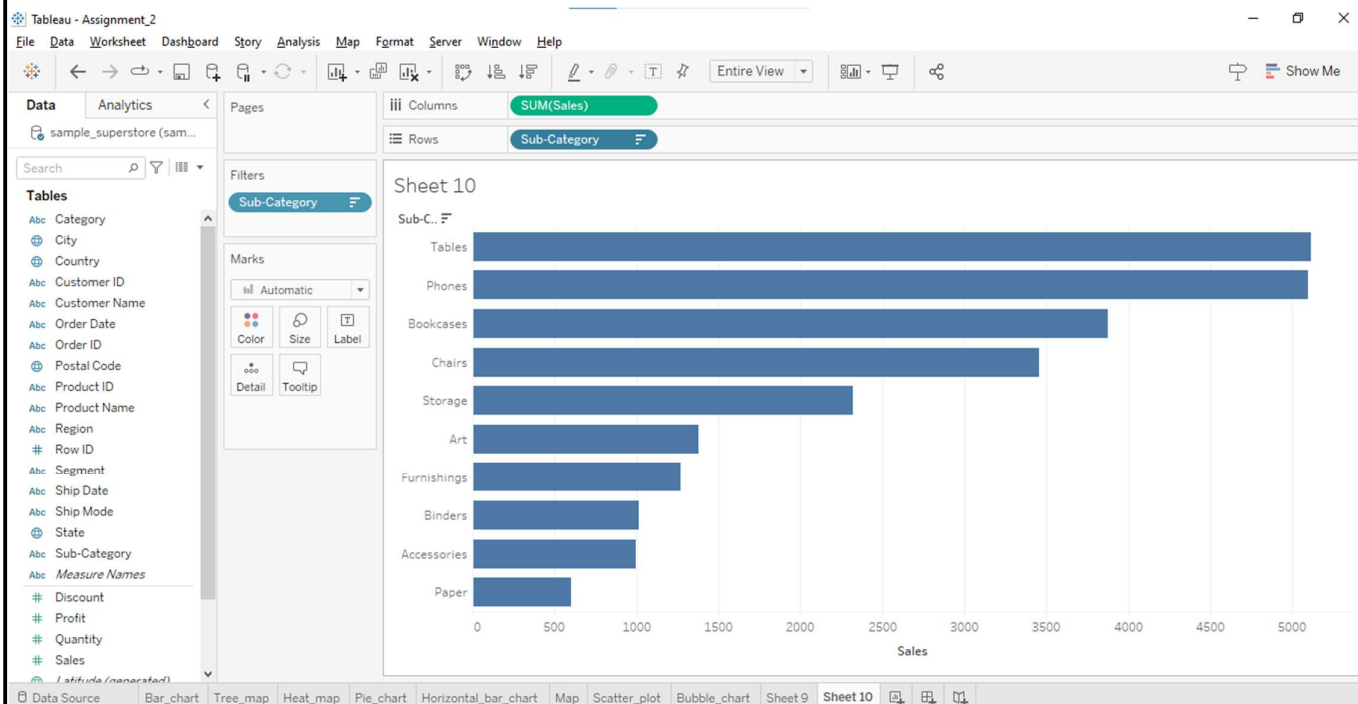 Tableau - Assignment_2
File Data Worksheet Dashboard Story Analysis Map Format Server Window Help
Entire View
Show Me
Data Analytics
sample_superstore (sam...
Search
Tables
Abc Category
City
Country
Abc Customer ID
Abc Customer Name
Abc Order Date
Abc Order ID
Postal Code
Abc Product ID
Abc Product Name
Abc Region
# Row ID
Abc Segment
Abc Ship Date
Abc Ship Mode
State
Abc Sub-Category
Abc Measure Names
# Discount
# Profit
# Quantity
# Sales
Latitude (generated)
Pages
Filters
Sub-Category
Marks
Automatic
Color Size Label
T
Detail Tooltip
Columns SUM(Sales)
Rows Sub-Category
Sheet 10
Sub-C..
Tables
Phones
Bookcases
Chairs
Storage
Art
Furnishings
Binders
Accessories
Paper
0 500 1000 1500 2000 2500 3000 3500 4000 4500 5000
Sales
Data Source Bar_chart Tree_map Heat_map Pie_chart Horizontal_bar_chart Map Scatter_plot Bubble_chart Sheet 9 Sheet 10